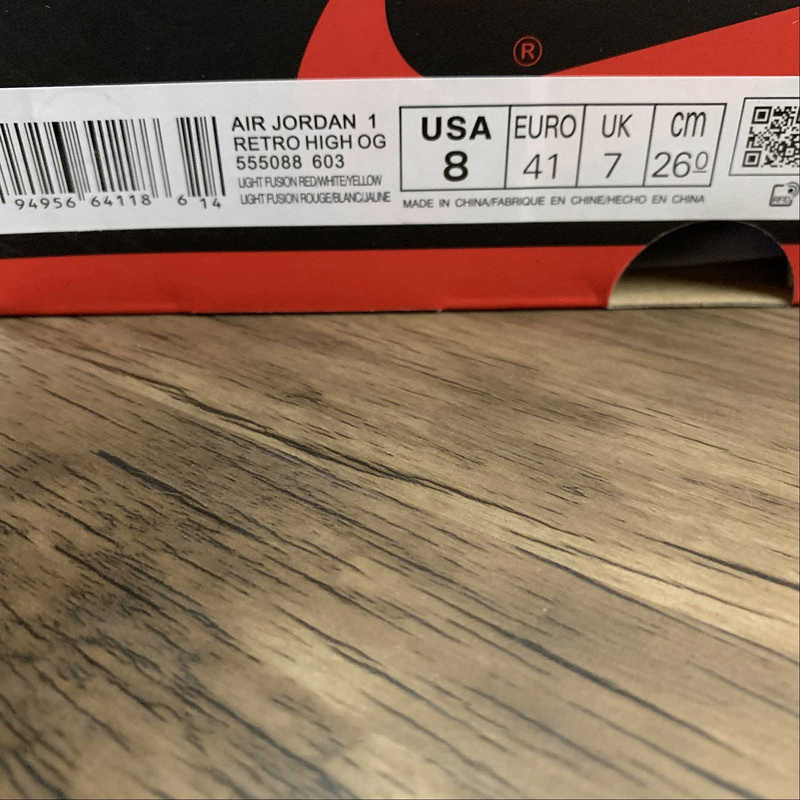 ®
AIR JORDAN 1
RETRO HIGH OG
555088 603
LIGHT FUSION RED/WHITE/YELLOW
LIGHT FUSION ROUGE/BLANC/JAUNE
94956 64118 6 14
USA EURO UK cm
8 41 7 260
MADE IN CHINA/FABRIQUE EN CHINE/HECHO EN CHINA
RFID